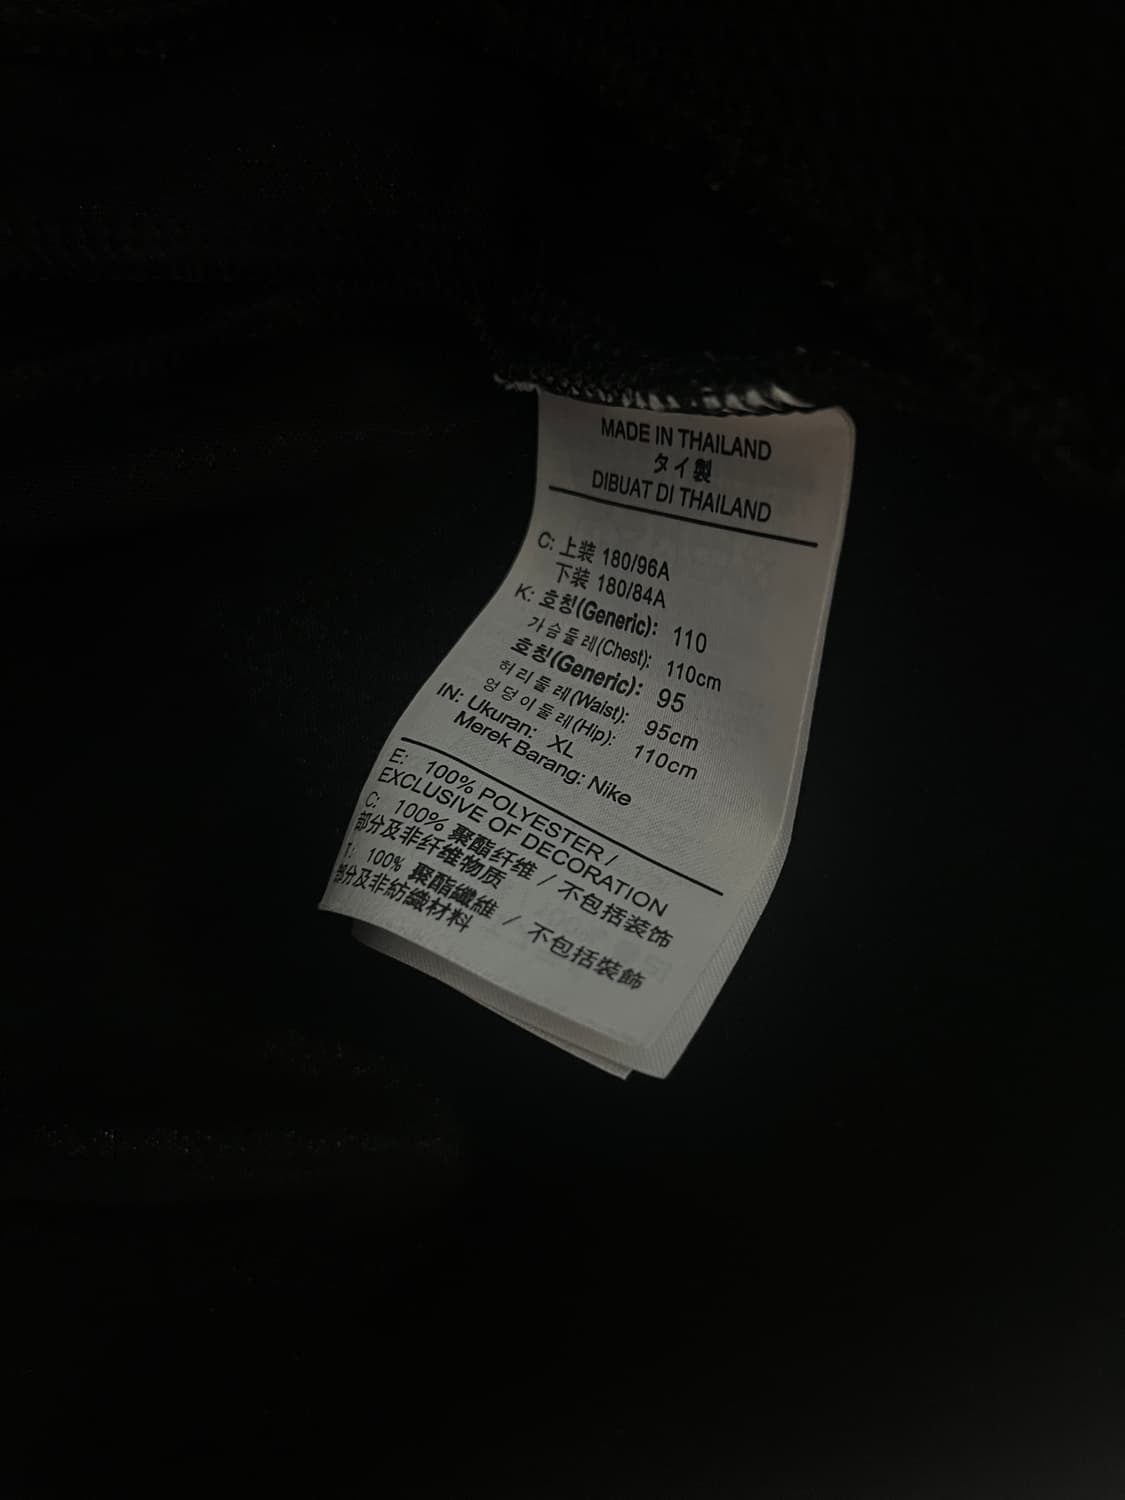 MADE IN THAILAND
タイ製
DIBUAT DI THAILAND
C: 上装 180/96A
下装 180/84A
K: 호칭(Generic): 110
가슴둘레(Chest): 110cm
호칭(Generic): 95
허리둘레(Waist): 95cm
엉덩이둘레(Hip): 110cm
IN: Ukuran: XL
Merek Barang: Nike
E: 100% POLYESTER /
EXCLUSIVE OF DECORATION
C: 100% 聚酯纤维 / 不包括装饰
部分及非纤维物质
T: 100% 聚酯纖維 / 不包括裝飾
部分及非紡織材料